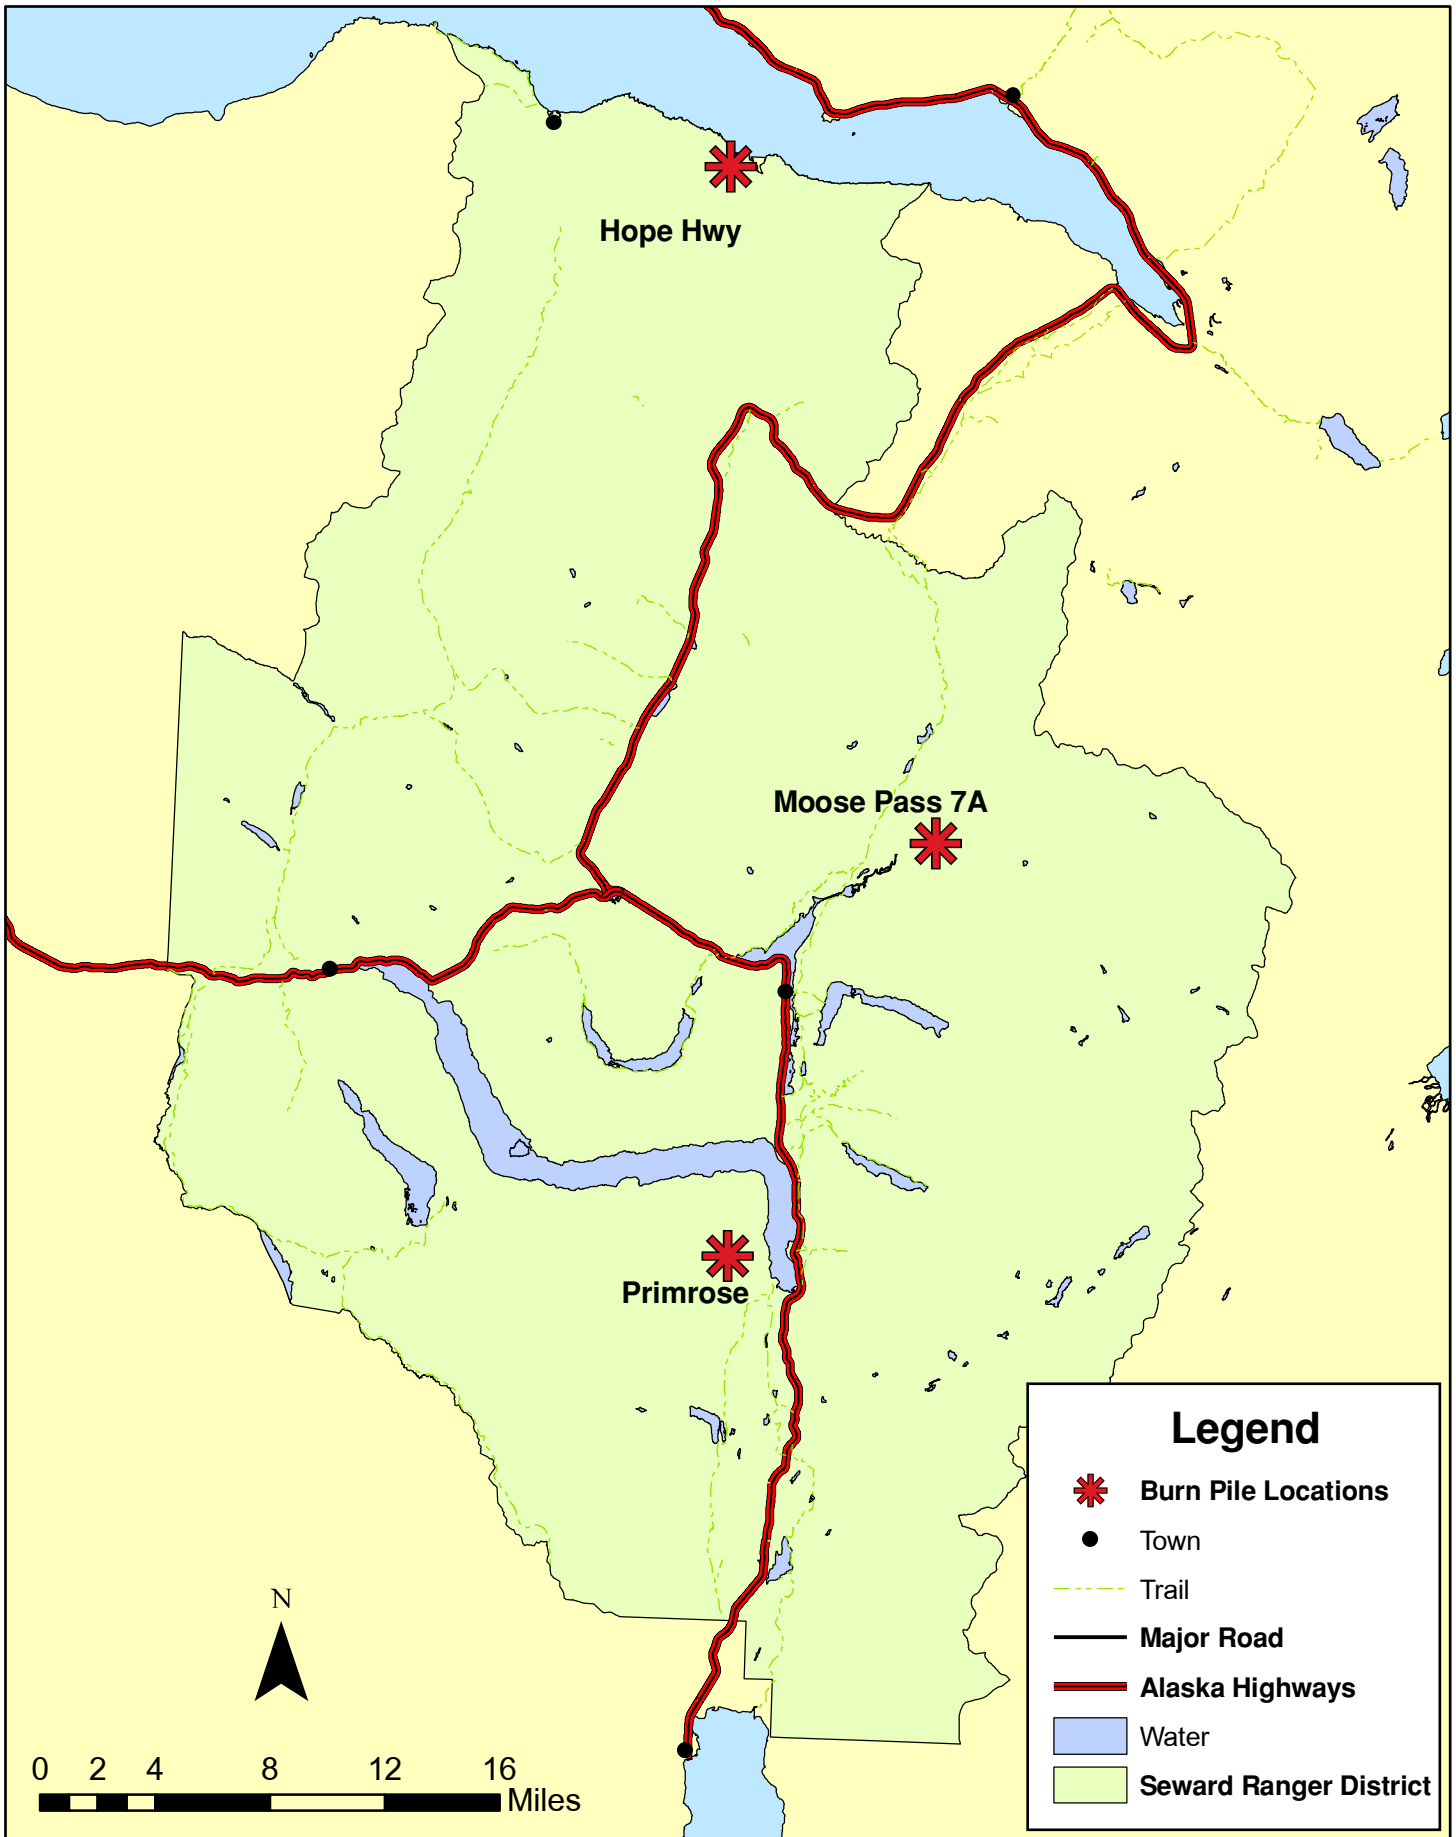 Hope Hwy
Moose Pass 7A
Primrose
Legend
Burn Pile Locations
Town
Trail
Major Road
Alaska Highways
Water
Seward Ranger District
N
0 2 4 8 12 16
Miles